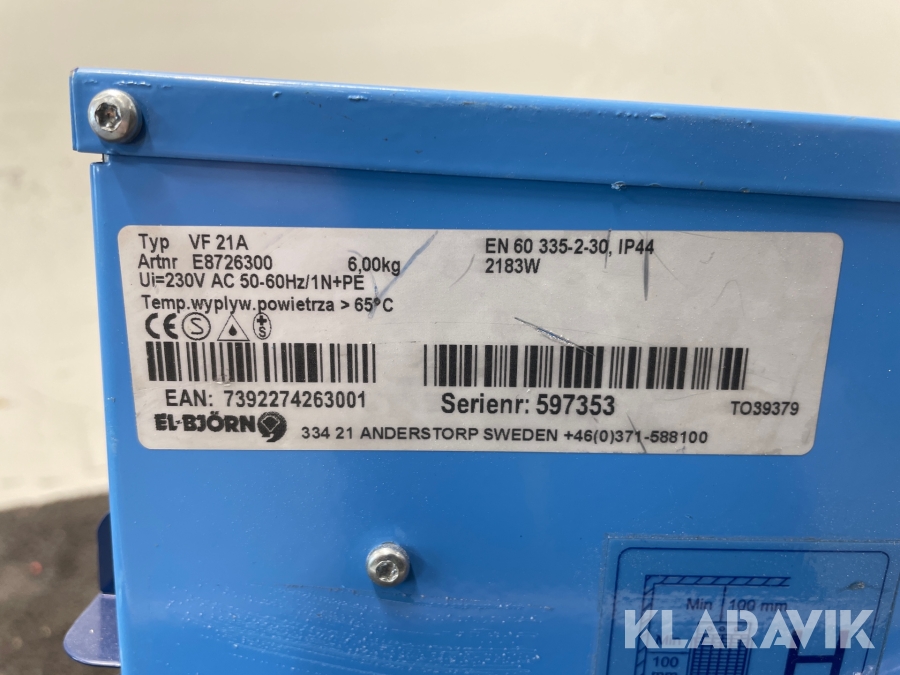 Typ VF 21A EN 60 335-2-30, IP44
Artnr E8726300 6,00kg 2183W
Ui=230V AC 50-60Hz/1N+PE
Temp.wyplyw.powietrza > 65°C
CE S S
EAN: 7392274263001 Serienr: 597353 TO39379
EL-BJÖRN 334 21 ANDERSTORP SWEDEN +46(0)371-588100
Min 100 mm
100
KLARAVIK